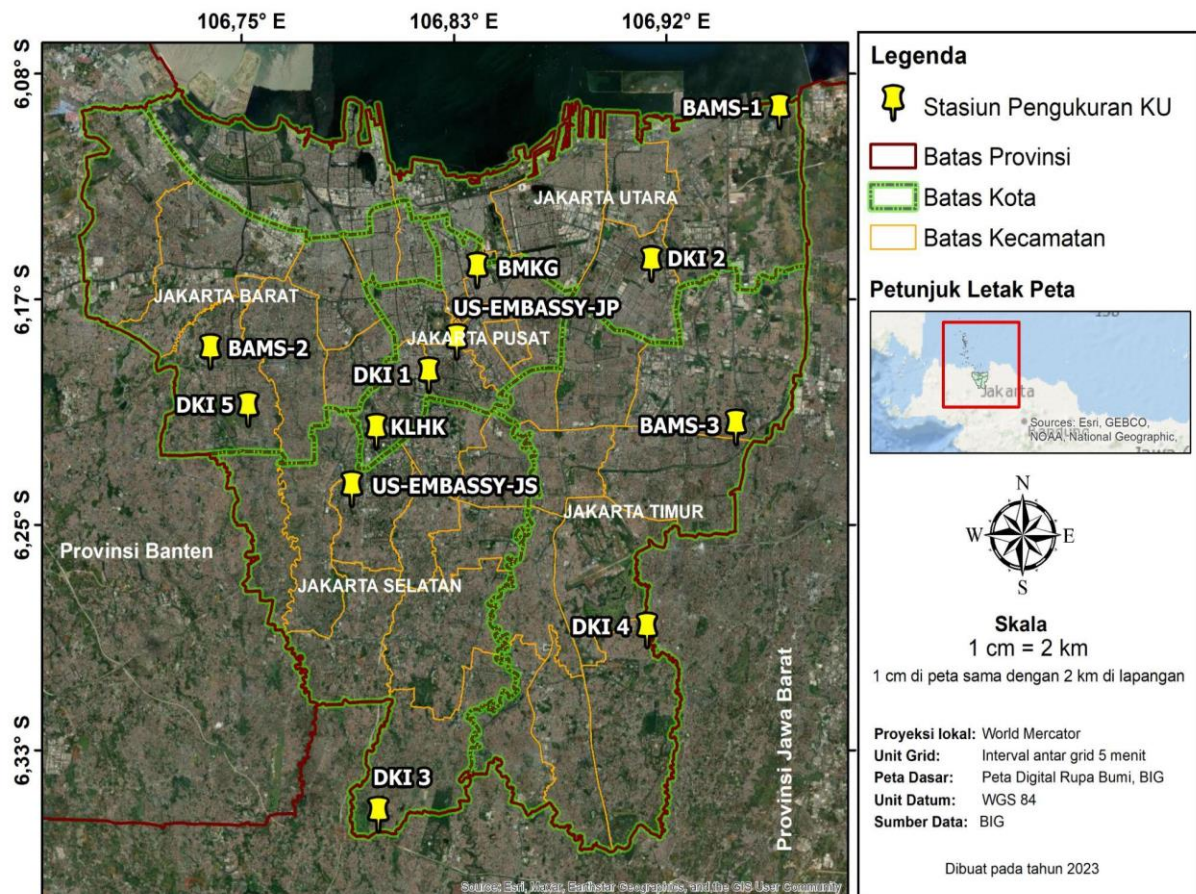 106,75° E
106,83° E
106,92° E
6,08° S
6,17° S
6,25° S
6,33° S
BAMS-1
JAKARTA UTARA
BMKG
DKI 2
JAKARTA BARAT
US-EMBASSY-JP
JAKARTA PUSAT
BAMS-2
DKI 1
DKI 5
KLHK
BAMS-3
US-EMBASSY-JS
JAKARTA TIMUR
Provinsi Banten
JAKARTA SELATAN
DKI 4
Provinsi Jawa Barat
DKI 3
Source: Esri, Maxar, Earthstar Geographics, and the GIS User Community
Legenda
Stasiun Pengukuran KU
Batas Provinsi
Batas Kota
Batas Kecamatan
Petunjuk Letak Peta
Jakarta
Bandung
Sources: Esri, GEBCO,
NOAA, National Geographic,
N
W
E
S
Skala
1 cm = 2 km
1 cm di peta sama dengan 2 km di lapangan
Proyeksi lokal: World Mercator
Unit Grid: Interval antar grid 5 menit
Peta Dasar: Peta Digital Rupa Bumi, BIG
Unit Datum: WGS 84
Sumber Data: BIG
Dibuat pada tahun 2023